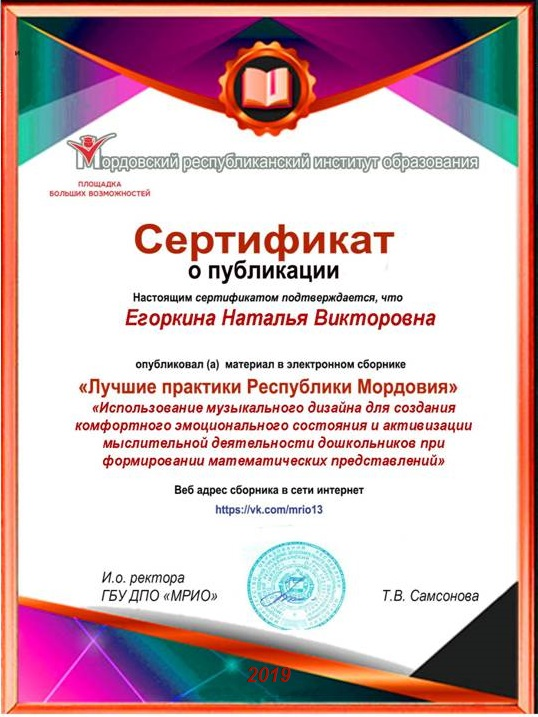 Мордовский республиканский институт образования
ПЛОЩАДКА
БОЛЬШИХ ВОЗМОЖНОСТЕЙ
Сертификат
о публикации
Настоящим сертификатом подтверждается, что
Егоркина Наталья Викторовна
опубликовал (а) материал в электронном сборнике
«Лучшие практики Республики Мордовия»
«Использование музыкального дизайна для создания
комфортного эмоционального состояния и активизации
мыслительной деятельности дошкольников при
формировании математических представлений»
Веб адрес сборника в сети интернет
https://vk.com/mrio13
И.о. ректора
ГБУ ДПО «МРИО»
Т.В. Самсонова
2019